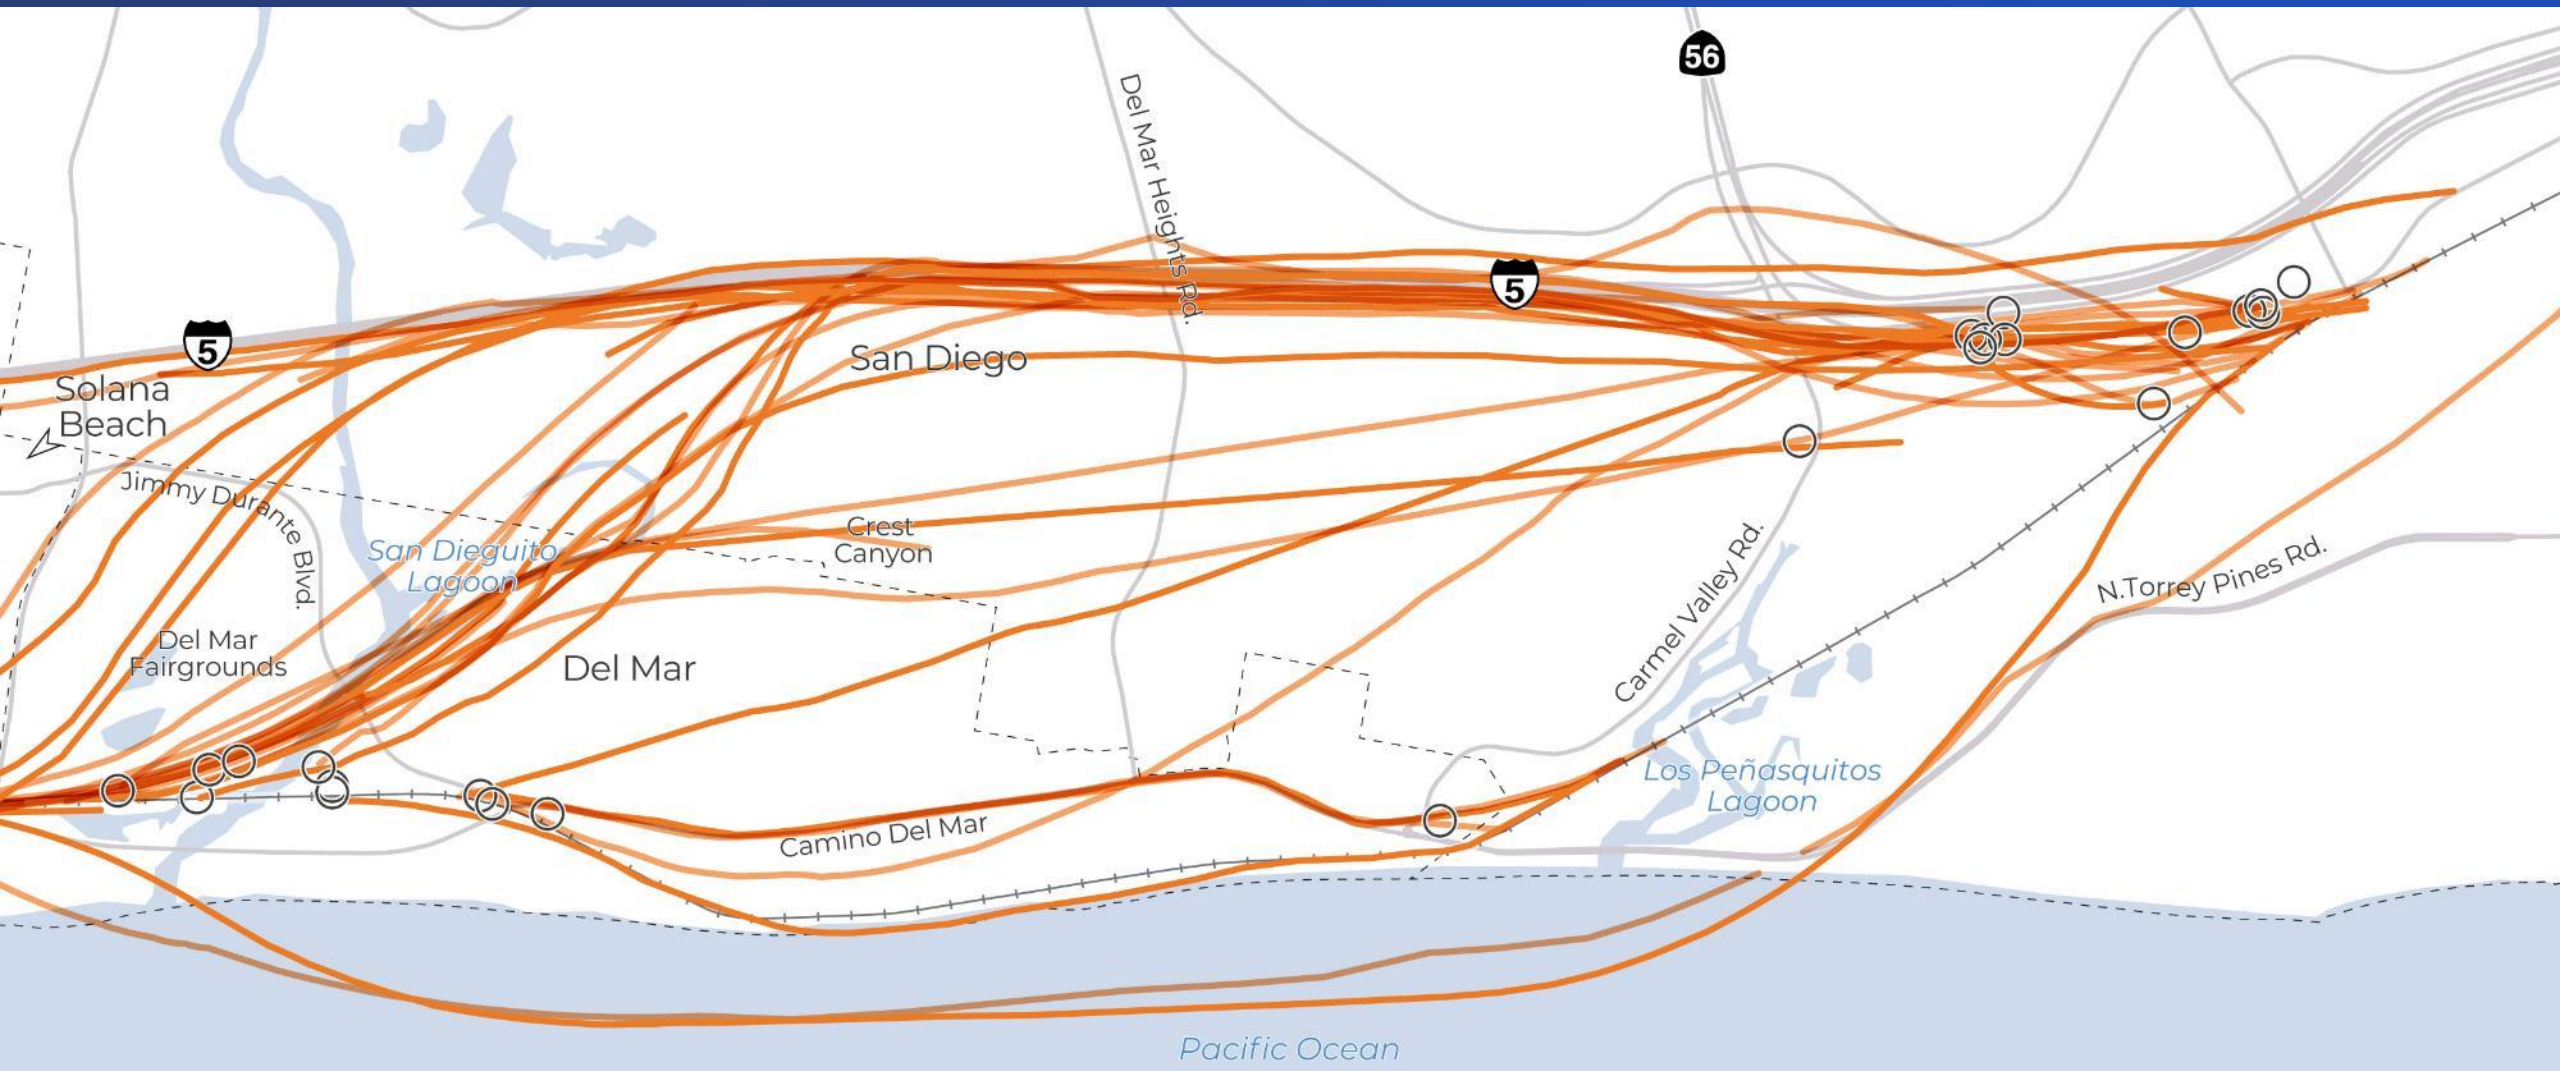 56
Del Mar Heights Rd.
5
5
San Diego
Solana
Beach
Jimmy Durante Blvd.
San Dieguito
Lagoon
Crest
Canyon
Del Mar
Fairgrounds
Del Mar
Carmel Valley Rd.
N.Torrey Pines Rd.
Los Peñasquitos
Lagoon
Camino Del Mar
Pacific Ocean